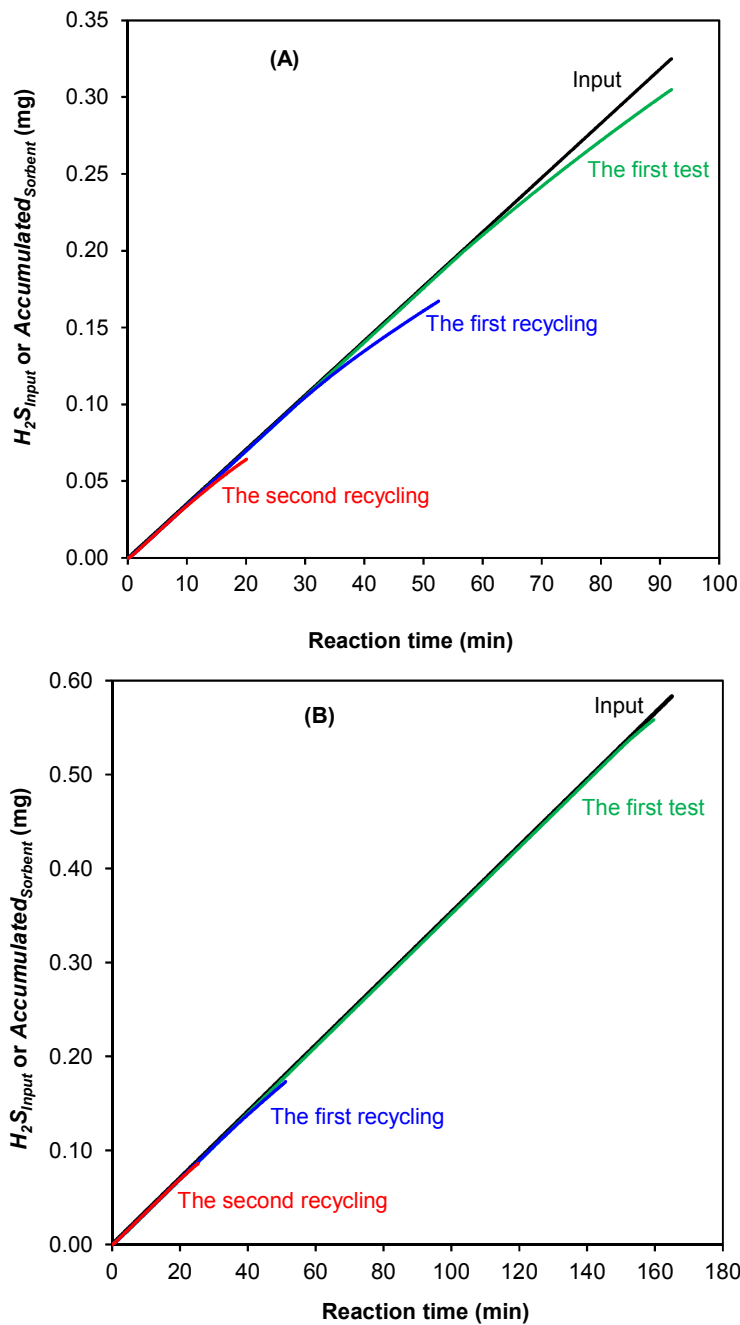 (A)
H₂S_Input or Accumulated_Sorbent (mg)
0.35
0.30
0.25
0.20
0.15
0.10
0.05
0.00
Input
The first test
The first recycling
The second recycling
0 10 20 30 40 50 60 70 80 90 100
Reaction time (min)
(B)
H₂S_Input or Accumulated_Sorbent (mg)
0.60
0.50
0.40
0.30
0.20
0.10
0.00
Input
The first test
The first recycling
The second recycling
0 20 40 60 80 100 120 140 160 180
Reaction time (min)